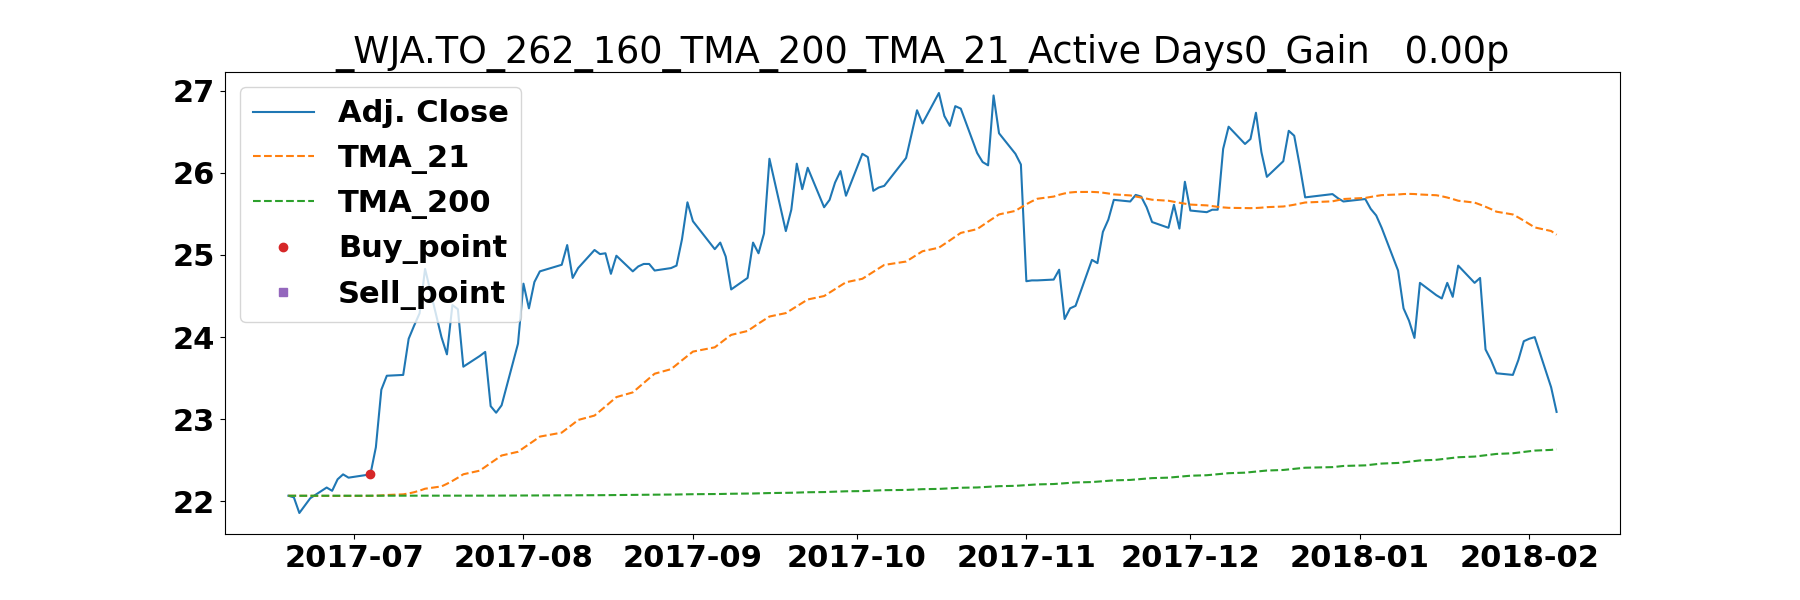 _WJA.TO_262_160_TMA_200_TMA_21_Active Days0_Gain   0.00p
27
26
25
24
23
22
Adj. Close
TMA_21
TMA_200
Buy_point
Sell_point
2017-07 2017-08 2017-09 2017-10 2017-11 2017-12 2018-01 2018-02